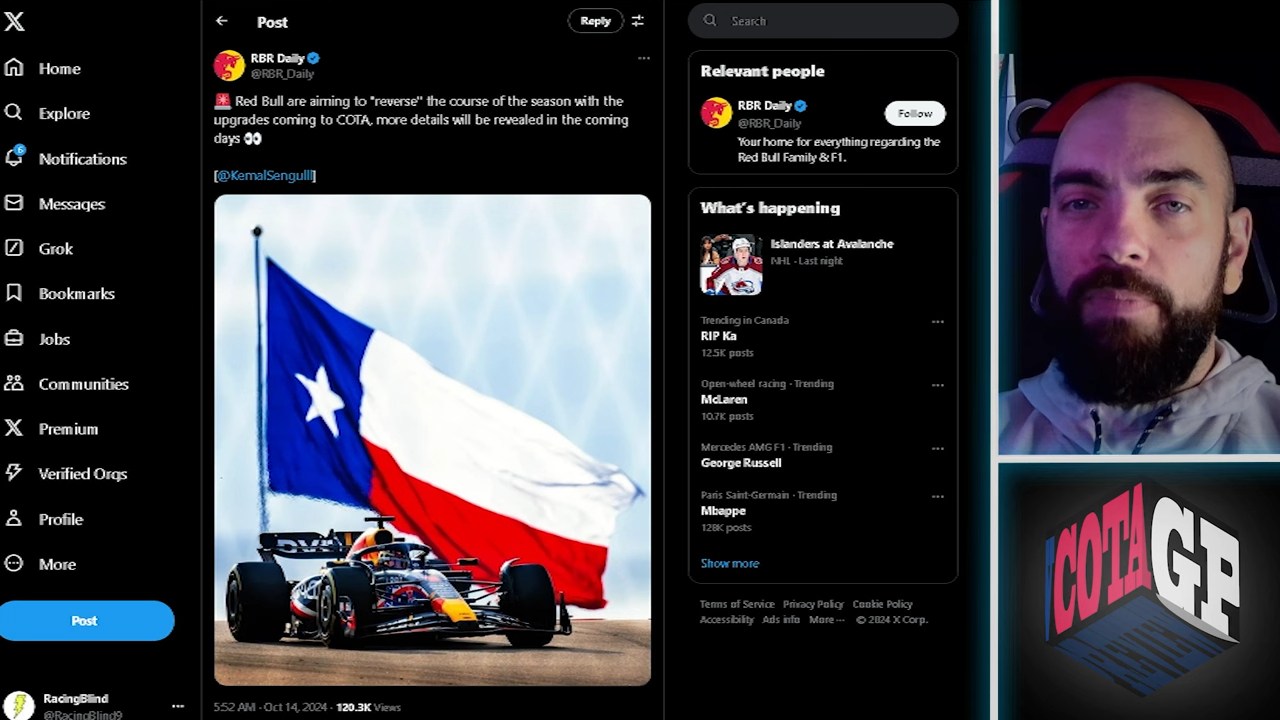 Home
Explore
6
Notifications
Messages
Grok
Bookmarks
Jobs
Communities
Premium
Verified Orgs
Profile
More
Post
RacingBlind
@RacingBlind9
Post
Reply
RBR Daily
@RBR_Daily
🚨 Red Bull are aiming to "reverse" the course of the season with the
upgrades coming to COTA, more details will be revealed in the coming
days 👀
[@KemalSengulll]
5:52 AM · Oct 14, 2024 · 120.3K Views
Search
Relevant people
RBR Daily
@RBR_Daily
Follow
Your home for everything regarding the
Red Bull Family & F1.
What's happening
Islanders at Avalanche
NHL · Last night
Trending in Canada
RIP Ka
12.5K posts
Open-wheel racing · Trending
McLaren
10.7K posts
Mercedes AMG F1 · Trending
George Russell
Paris Saint-Germain · Trending
Mbappe
128K posts
Show more
Terms of Service Privacy Policy Cookie Policy
Accessibility Ads info More ··· © 2024 X Corp.
COTA GP